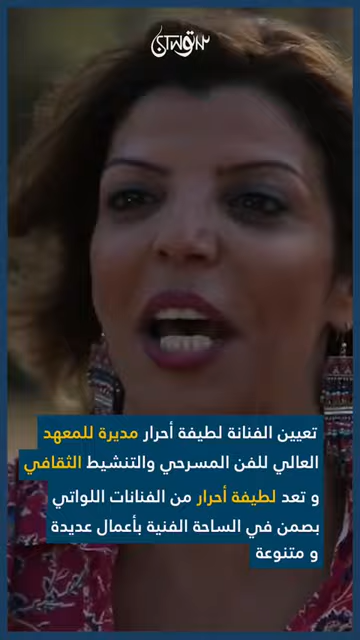 تعيين الفنانة لطيفة أحرار مديرة للمعهد
العالي للفن المسرحي والتنشيط الثقافي
و تعد لطيفة أحرار من الفنانات اللواتي
بصمن في الساحة الفنية بأعمال عديدة
و متنوعة